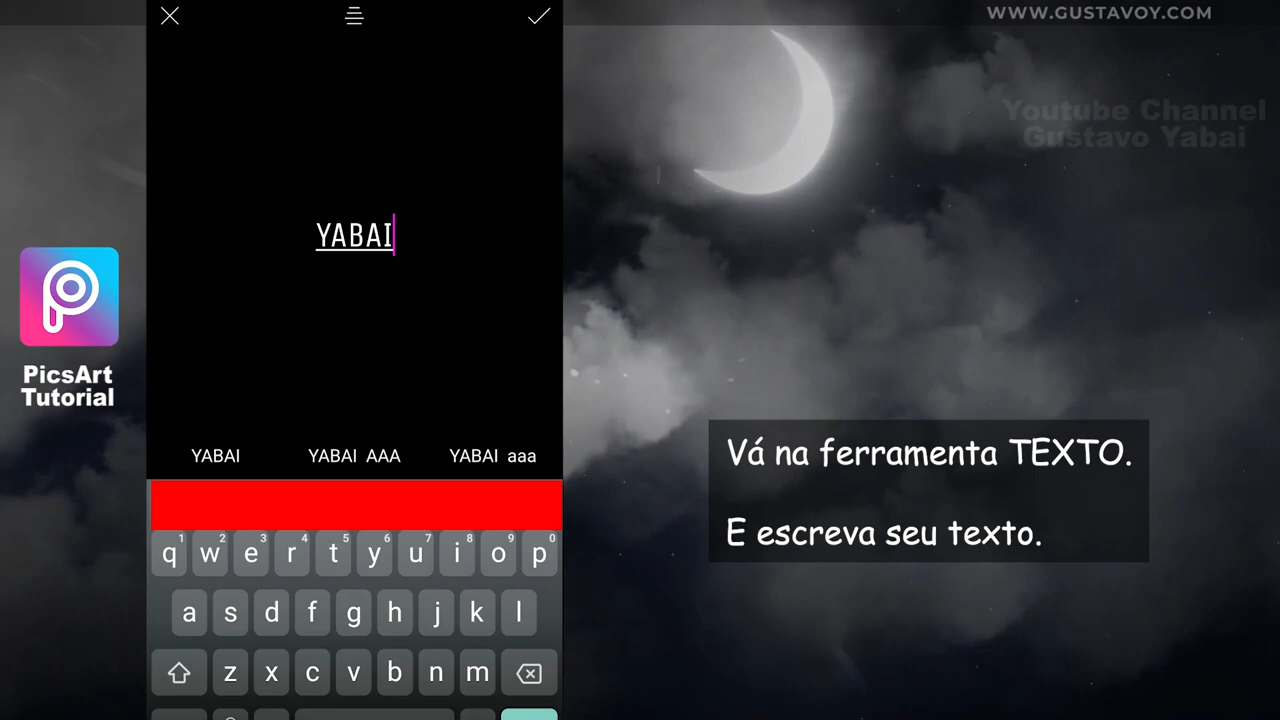 WWW.GUSTAVOY.COM
Youtube Channel
Gustavo Yabai
YABAI
PicsArt
Tutorial
YABAI YABAI AAA YABAI aaa
Vá na ferramenta TEXTO.
E escreva seu texto.
1 2 3 4 5 6 7 8 9 0
q w e r t y u i o p
a s d f g h j k l
z x c v b n m